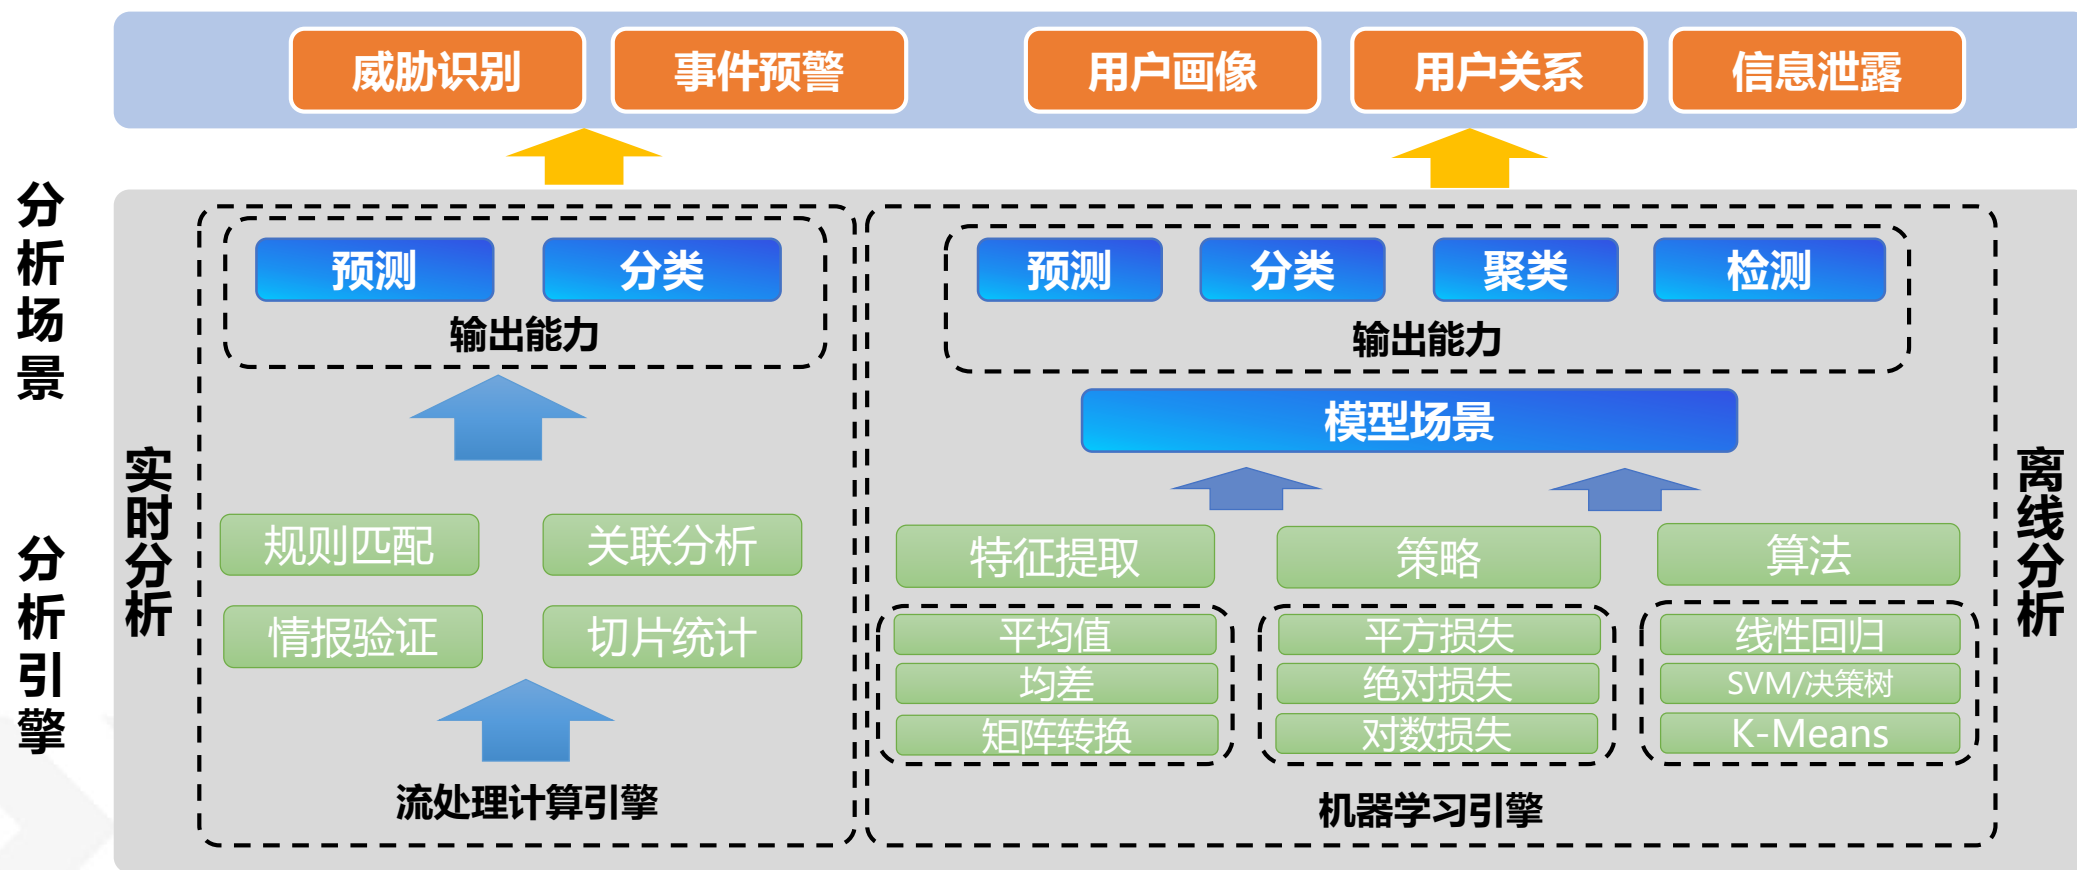 威胁识别
事件预警
用户画像
用户关系
信息泄露
分析场景
分析引擎
实时分析
预测
分类
输出能力
规则匹配
关联分析
情报验证
切片统计
流处理计算引擎
预测
分类
聚类
检测
输出能力
模型场景
特征提取
策略
算法
平均值
均差
矩阵转换
平方损失
绝对损失
对数损失
线性回归
SVM/决策树
K-Means
机器学习引擎
离线分析